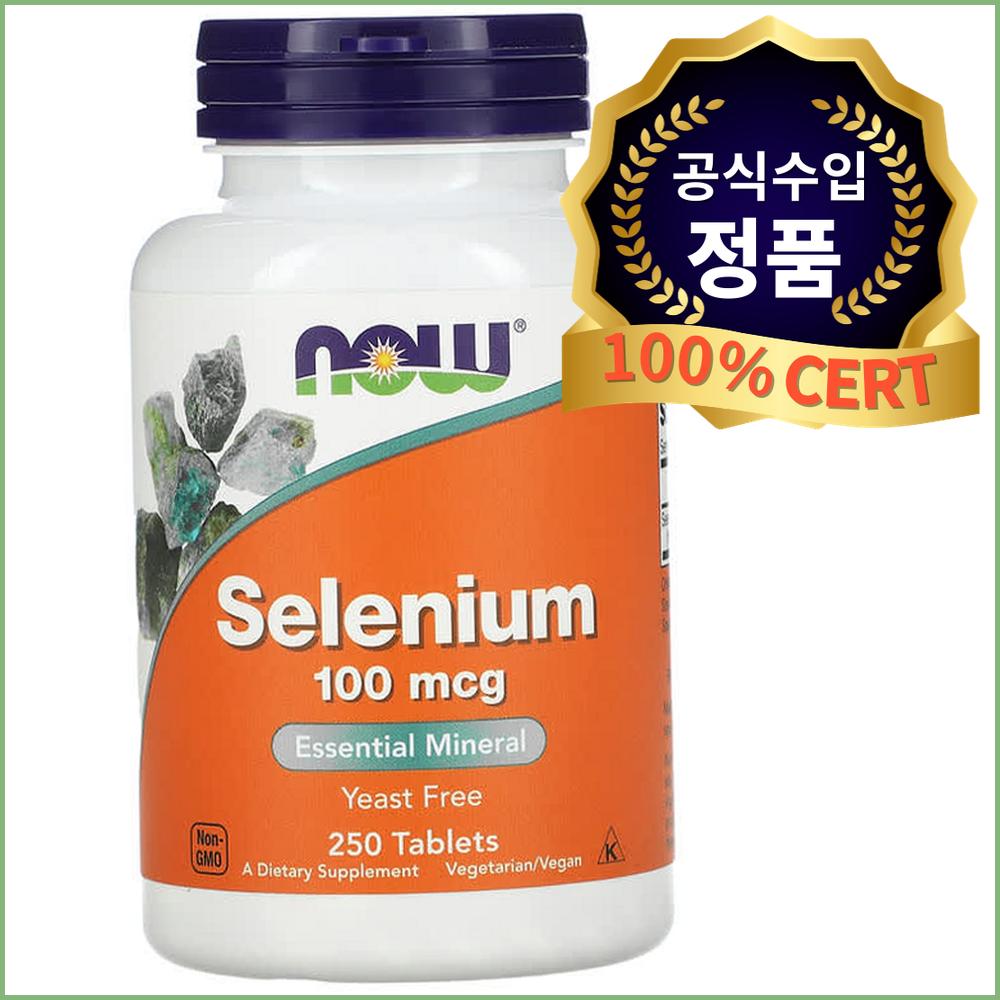 공식수입
정품
100% CERT
NOW®
Selenium
100 mcg
Essential Mineral
Yeast Free
250 Tablets
Non-
GMO
A Dietary Supplement
Vegetarian/Vegan
K